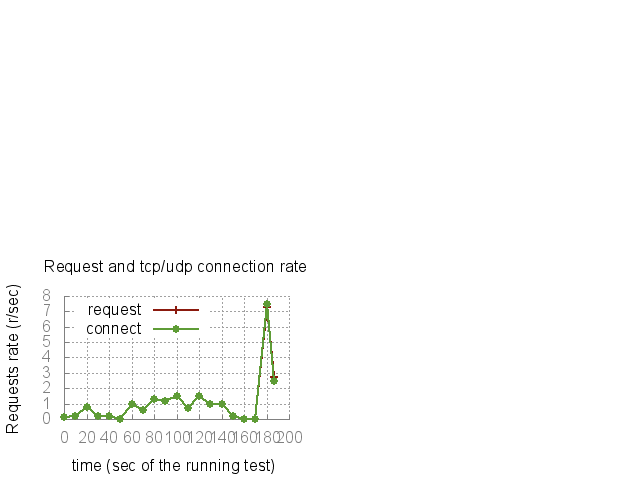 Request and tcp/udp connection rate
Requests rate (r/sec)
8
7
6
5
4
3
2
1
0
request
connect
0 20 40 60 80 100 120 140 160 180 200
time (sec of the running test)